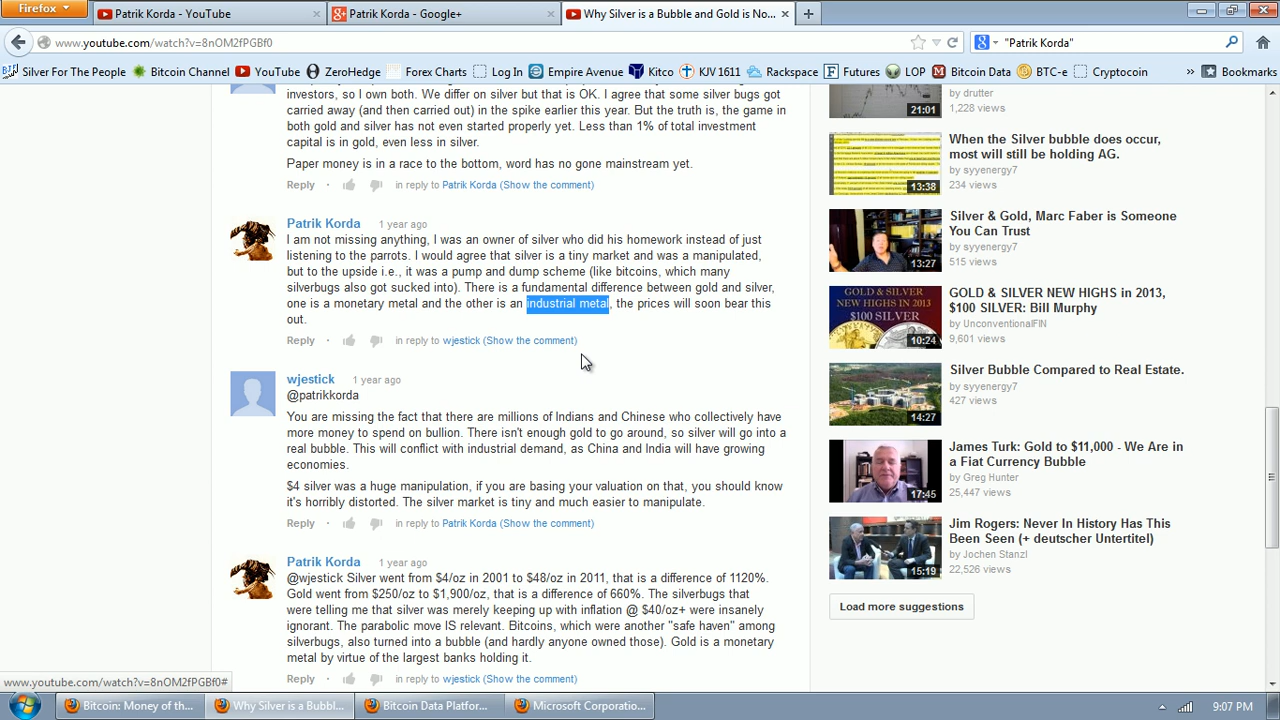 Firefox
Patrik Korda - YouTube
Patrik Korda - Google+
Why Silver is a Bubble and Gold is No...
www.youtube.com/watch?v=8nOM2fPGBf0
"Patrik Korda"
Silver For The People
Bitcoin Channel
YouTube
ZeroHedge
Forex Charts
Log In
Empire Avenue
Kitco
KJV 1611
Rackspace
Futures
LOP
Bitcoin Data
BTC-e
Cryptocoin
»
Bookmarks
investors, so I own both. We differ on silver but that is OK. I agree that some silver bugs got
carried away (and then carried out) in the spike earlier this year. But the truth is, the game in
both gold and silver has not even started properly yet. Less than 1% of total investment
capital is in gold, even less in silver.
Paper money is in a race to the bottom, word has no gone mainstream yet.
Reply · in reply to Patrik Korda (Show the comment)
Patrik Korda 1 year ago
I am not missing anything, I was an owner of silver who did his homework instead of just
listening to the patrics. I would agree that silver is a tiny market and was a manipulated,
but to the upside i.e., it was a pump and dump scheme (like bitcoins, which many
silverbugs also got sucked into). There is a fundamental difference between gold and silver,
one is a monetary metal and the other is an industrial metal, the prices will soon bear this
out.
Reply · in reply to wjestick (Show the comment)
wjestick 1 year ago
@patrikkorda
You are missing the fact that there are millions of Indians and Chinese who collectively have
more money to spend on bullion. There isn't enough gold to go around, so silver will go into a
real bubble. This will conflict with industrial demand, as China and India will have growing
economies.
$4 silver was a huge manipulation, if you are basing your valuation on that, you should know
it's horribly distorted. The silver market is tiny and much easier to manipulate.
Reply · in reply to Patrik Korda (Show the comment)
Patrik Korda 1 year ago
@wjestick Silver went from $4/oz in 2001 to $48/oz in 2011, that is a difference of 1120%.
Gold went from $250/oz to $1,900/oz, that is a difference of 660%. The silverbugs that
were telling me that silver was merely keeping up with inflation @ $40/oz+ were insanely
ignorant. The parabolic move IS relevant. Bitcoins, which were another "safe haven" among
silverbugs, also turned into a bubble (and hardly anyone owned those). Gold is a monetary
metal by virtue of the largest banks holding it.
Reply · in reply to wjestick (Show the comment)
21:01
by drutter
1,228 views
13:38
When the Silver bubble does occur,
most will still be holding AG.
by syyenergy7
234 views
13:27
Silver & Gold, Marc Faber is Someone
You Can Trust
by syyenergy7
515 views
GOLD & SILVER
NEW HIGHS IN 2013
$100 SILVER
10:24
GOLD & SILVER NEW HIGHS in 2013,
$100 SILVER: Bill Murphy
by UnconventionalFIN
9,601 views
14:27
Silver Bubble Compared to Real Estate.
by syyenergy7
427 views
17:45
James Turk: Gold to $11,000 - We Are in
a Fiat Currency Bubble
by Greg Hunter
25,447 views
15:19
Jim Rogers: Never In History Has This
Been Seen (+ deutscher Untertitel)
by Jochen Stanzl
22,526 views
Load more suggestions
www.youtube.com/watch?v=8nOM2fPGBf0#
Bitcoin: Money of th...
Why Silver is a Bubbl...
Bitcoin Data Platfor...
Microsoft Corporatio...
9:07 PM